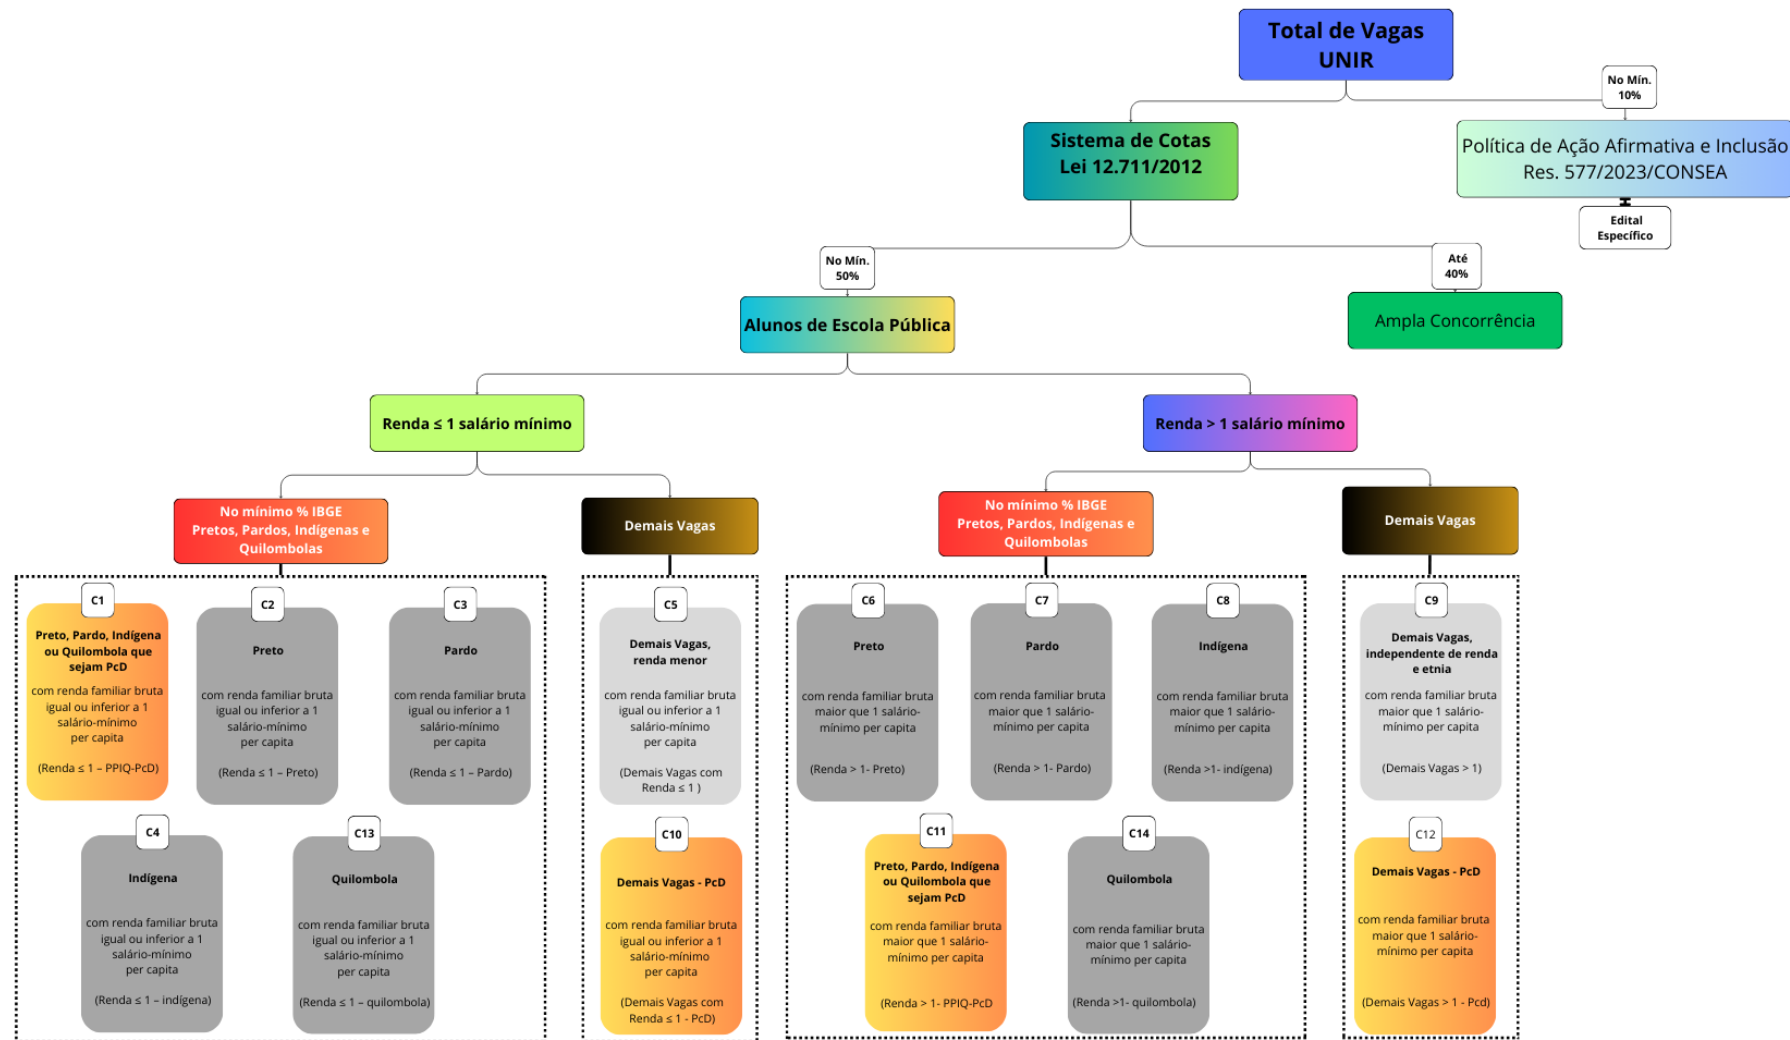 Total de Vagas
UNIR
No Mín.
10%
Sistema de Cotas
Lei 12.711/2012
Política de Ação Afirmativa e Inclusão
Res. 577/2023/CONSEA
Edital
Específico
No Mín.
50%
Até
40%
Alunos de Escola Pública
Ampla Concorrência
Renda ≤ 1 salário mínimo
Renda > 1 salário mínimo
No mínimo % IBGE
Pretos, Pardos, Indígenas e
Quilombolas
Demais Vagas
No mínimo % IBGE
Pretos, Pardos, Indígenas e
Quilombolas
Demais Vagas
C1
Preto, Pardo, Indígena
ou Quilombola que
sejam PcD
com renda familiar bruta
igual ou inferior a 1
salário-mínimo
per capita
(Renda ≤ 1 – PPIQ-PcD)
C2
Preto
com renda familiar bruta
igual ou inferior a 1
salário-mínimo
per capita
(Renda ≤ 1 – Preto)
C3
Pardo
com renda familiar bruta
igual ou inferior a 1
salário-mínimo
per capita
(Renda ≤ 1 – Pardo)
C5
Demais Vagas,
renda menor
com renda familiar bruta
igual ou inferior a 1
salário-mínimo
per capita
(Demais Vagas com
Renda ≤ 1 )
C6
Preto
com renda familiar bruta
maior que 1 salário-
mínimo per capita
(Renda > 1- Preto)
C7
Pardo
com renda familiar bruta
maior que 1 salário-
mínimo per capita
(Renda > 1- Pardo)
C8
Indígena
com renda familiar bruta
maior que 1 salário-
mínimo per capita
(Renda >1- indígena)
C9
Demais Vagas,
independente de renda
e etnia
com renda familiar bruta
maior que 1 salário-
mínimo per capita
(Demais Vagas > 1)
C4
Indígena
com renda familiar bruta
igual ou inferior a 1
salário-mínimo
per capita
(Renda ≤ 1 – indígena)
C13
Quilombola
com renda familiar bruta
igual ou inferior a 1
salário-mínimo
per capita
(Renda ≤ 1 – quilombola)
C10
Demais Vagas - PcD
com renda familiar bruta
igual ou inferior a 1
salário-mínimo
per capita
(Demais Vagas com
Renda ≤ 1 - PcD)
C11
Preto, Pardo, Indígena
ou Quilombola que
sejam PcD
com renda familiar bruta
maior que 1 salário-
mínimo per capita
(Renda > 1- PPIQ-PcD
C14
Quilombola
com renda familiar bruta
maior que 1 salário-
mínimo per capita
(Renda >1- quilombola)
C12
Demais Vagas - PcD
com renda familiar bruta
maior que 1 salário-
mínimo per capita
(Demais Vagas > 1 - Pcd)